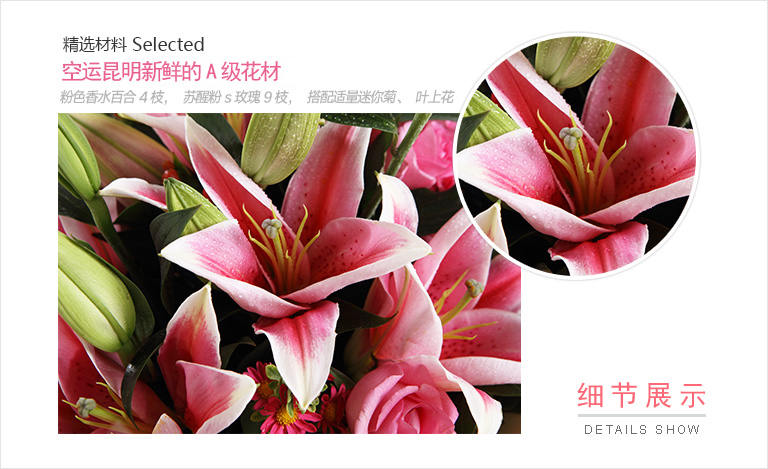 精选材料 Selected
空运昆明新鲜的 A 级花材
粉色香水百合 4 枝， 苏醒粉 s 玫瑰 9 枝， 搭配适量迷你菊 、 叶上花
细节展示
DETAILS SHOW